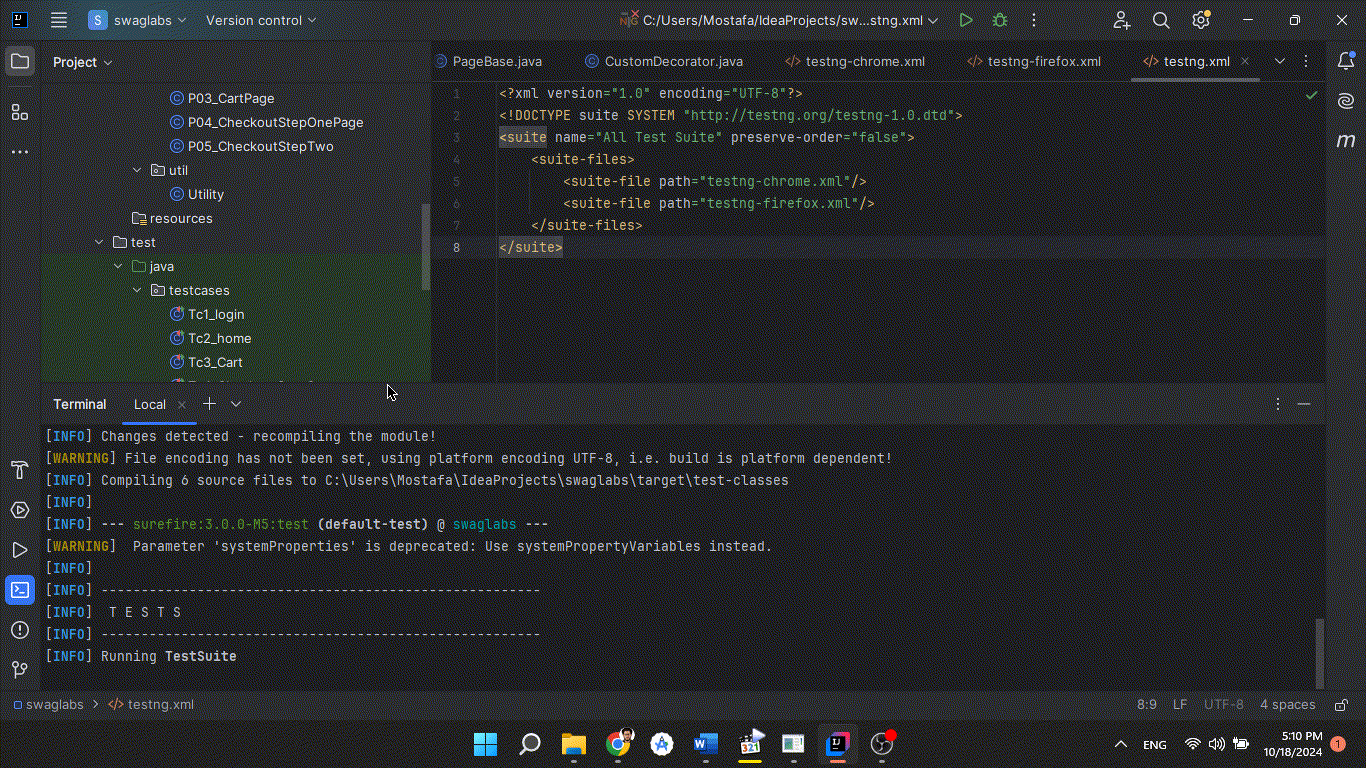 S swaglabs Version control C:/Users/Mostafa/IdeaProjects/sw...stng.xml
Project
PageBase.java CustomDecorator.java testng-chrome.xml testng-firefox.xml testng.xml
P03_CartPage
P04_CheckoutStepOnePage
P05_CheckoutStepTwo
util
Utility
resources
test
java
testcases
Tc1_login
Tc2_home
Tc3_Cart
1 <?xml version="1.0" encoding="UTF-8"?>
2 <!DOCTYPE suite SYSTEM "http://testng.org/testng-1.0.dtd">
3 <suite name="All Test Suite" preserve-order="false">
4 <suite-files>
5 <suite-file path="testng-chrome.xml"/>
6 <suite-file path="testng-firefox.xml"/>
7 </suite-files>
8 </suite>
Terminal Local
[INFO] Changes detected - recompiling the module!
[WARNING] File encoding has not been set, using platform encoding UTF-8, i.e. build is platform dependent!
[INFO] Compiling 6 source files to C:\Users\Mostafa\IdeaProjects\swaglabs\target\test-classes
[INFO]
[INFO] --- surefire:3.0.0-M5:test (default-test) @ swaglabs ---
[WARNING] Parameter 'systemProperties' is deprecated: Use systemPropertyVariables instead.
[INFO]
[INFO] -------------------------------------------------------
[INFO] T E S T S
[INFO] -------------------------------------------------------
[INFO] Running TestSuite
swaglabs > testng.xml 8:9 LF UTF-8 4 spaces
321
ENG
5:10 PM
10/18/2024
1